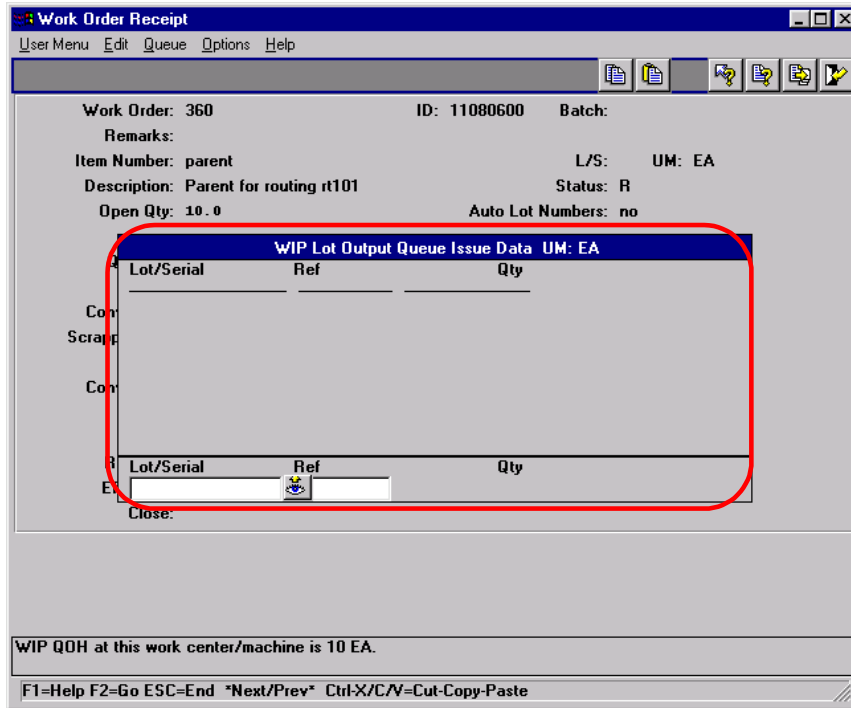 Work Order Receipt
User Menu Edit Queue Options Help
Work Order: 360 ID: 11080600 Batch:
Remarks:
Item Number: parent L/S: UM: EA
Description: Parent for routing rt101 Status: R
Open Qty: 10.0 Auto Lot Numbers: no
WIP Lot Output Queue Issue Data UM: EA
Lot/Serial Ref Qty
Con
Scrapp
Con
R
Lot/Serial Ref Qty
E
Close:
WIP QOH at this work center/machine is 10 EA.
F1=Help F2=Go ESC=End *Next/Prev* Ctrl-X/C/V=Cut-Copy-Paste